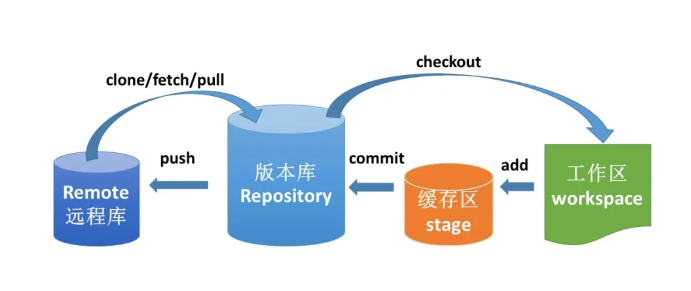 checkout
clone/fetch/pull
push
commit
add
Remote
远程库
版本库
Repository
缓存区
stage
工作区
workspace